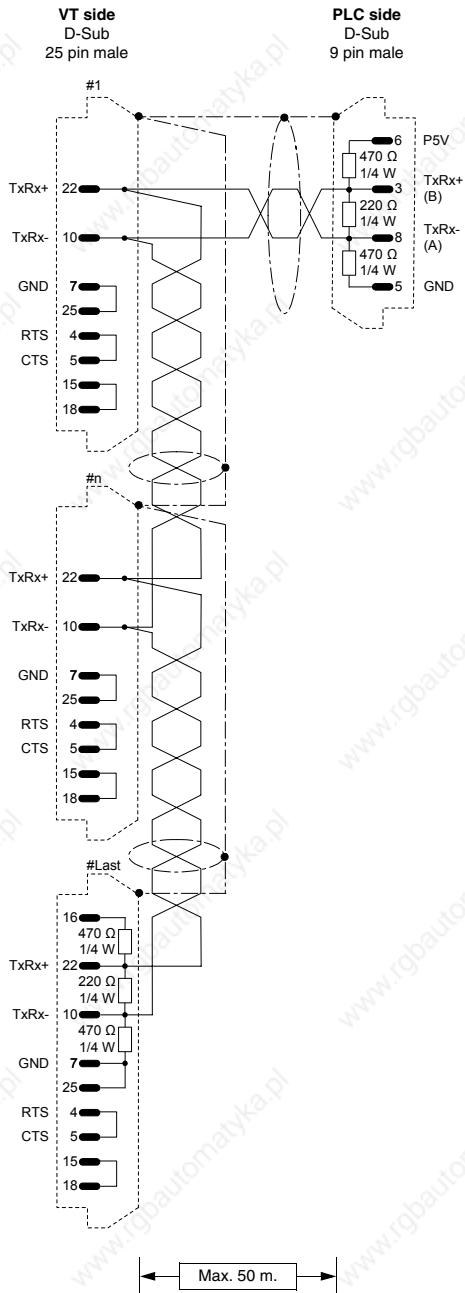 VT side
D-Sub
25 pin male
PLC side
D-Sub
9 pin male
#1
TxRx+ 22
TxRx- 10
GND 7
25
RTS 4
CTS 5
15
18
6 P5V
470 Ω
1/4 W
3 TxRx+
(B)
220 Ω
1/4 W
8 TxRx-
(A)
470 Ω
1/4 W
5 GND
#n
TxRx+ 22
TxRx- 10
GND 7
25
RTS 4
CTS 5
15
18
#Last
16
470 Ω
1/4 W
TxRx+ 22
220 Ω
1/4 W
TxRx- 10
470 Ω
1/4 W
GND 7
25
RTS 4
CTS 5
15
18
Max. 50 m.
www.rgbautomatyka.pl